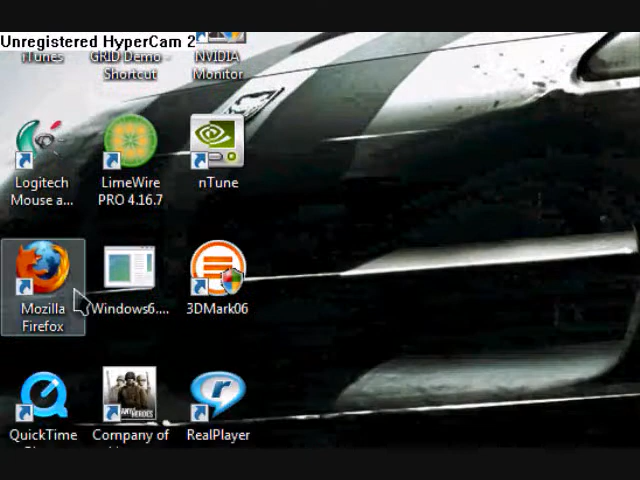 Unregistered HyperCam 2
iTunes
GRID Demo -
Shortcut
NVIDIA
Monitor
Logitech
Mouse a...
LimeWire
PRO 4.16.7
nTune
Mozilla
Firefox
Windows6....
3DMark06
QuickTime
Company of
RealPlayer